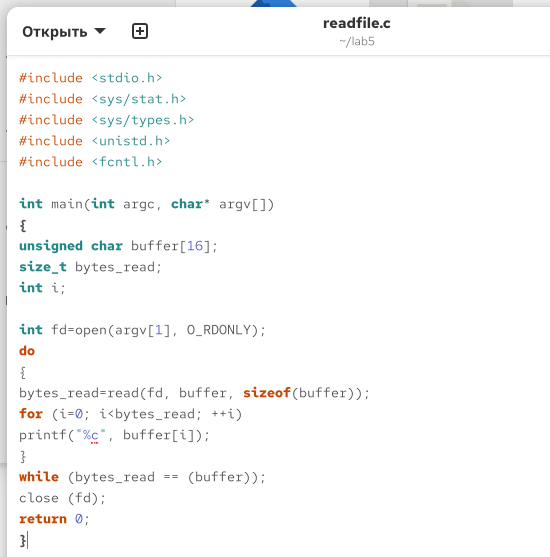 Открыть
readfile.c
~/lab5
#include <stdio.h>
#include <sys/stat.h>
#include <sys/types.h>
#include <unistd.h>
#include <fcntl.h>
int main(int argc, char* argv[])
{
unsigned char buffer[16];
size_t bytes_read;
int i;
int fd=open(argv[1], O_RDONLY);
do
{
bytes_read=read(fd, buffer, sizeof(buffer));
for (i=0; i<bytes_read; ++i)
printf("%c", buffer[i]);
}
while (bytes_read == (buffer));
close (fd);
return 0;
}